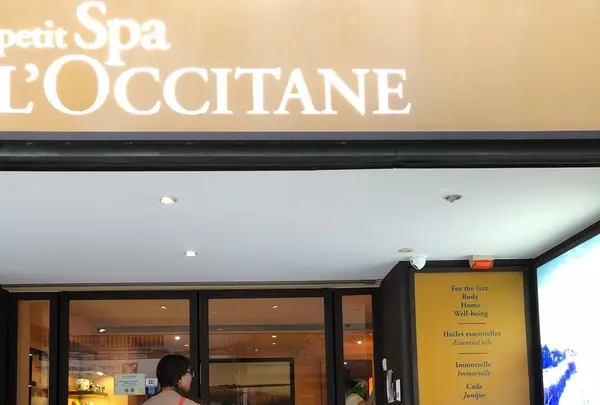 petit Spa
L'OCCITANE
For the face
Body
Home
Well-being
Huiles essentielles
Essential oils
Immortelle
Immortelle
Cade
Juniper